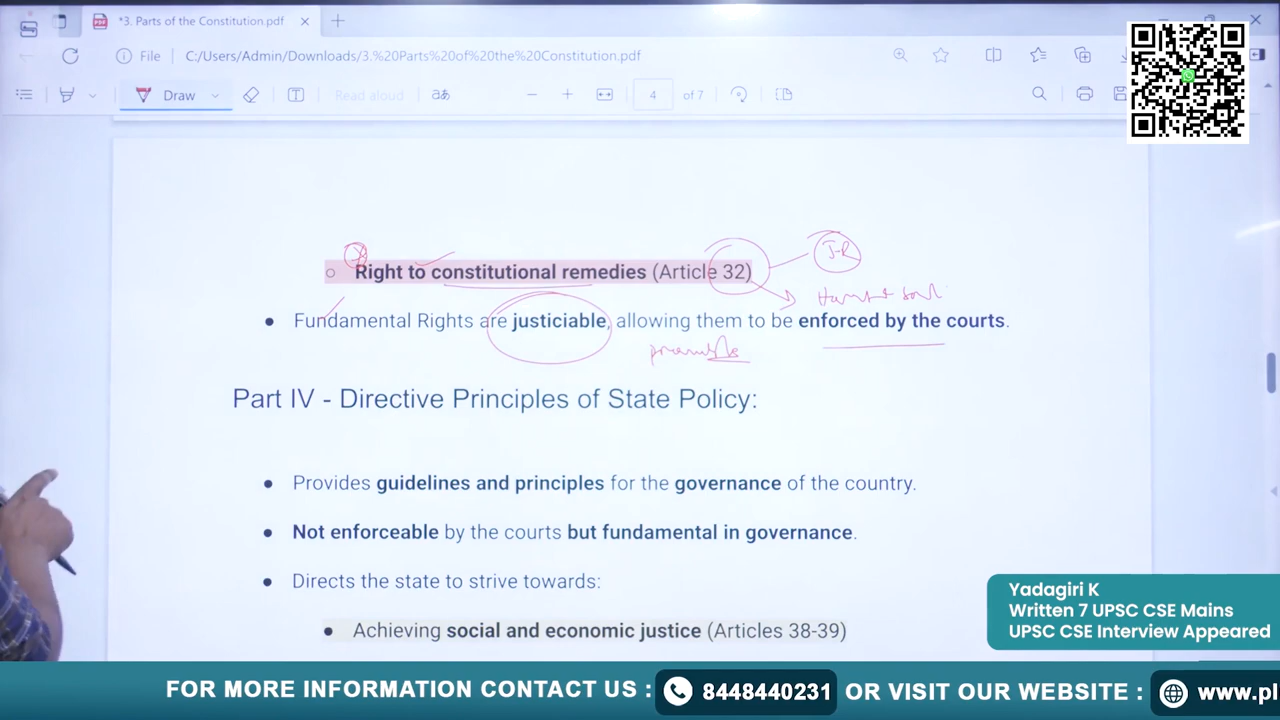 *3. Parts of the Constitution.pdf
File C:/Users/Admin/Downloads/3.%20Parts%20of%20the%20Constitution.pdf
Draw Read aloud 4 of 7
J-R
Right to constitutional remedies (Article 32)
Fundamental Rights are justiciable, allowing them to be enforced by the courts.
Part IV - Directive Principles of State Policy:
Provides guidelines and principles for the governance of the country.
Not enforceable by the courts but fundamental in governance.
Directs the state to strive towards:
Achieving social and economic justice (Articles 38-39)
Yadagiri K
Written 7 UPSC CSE Mains
UPSC CSE Interview Appeared
FOR MORE INFORMATION CONTACT US : 8448440231 OR VISIT OUR WEBSITE : www.pl